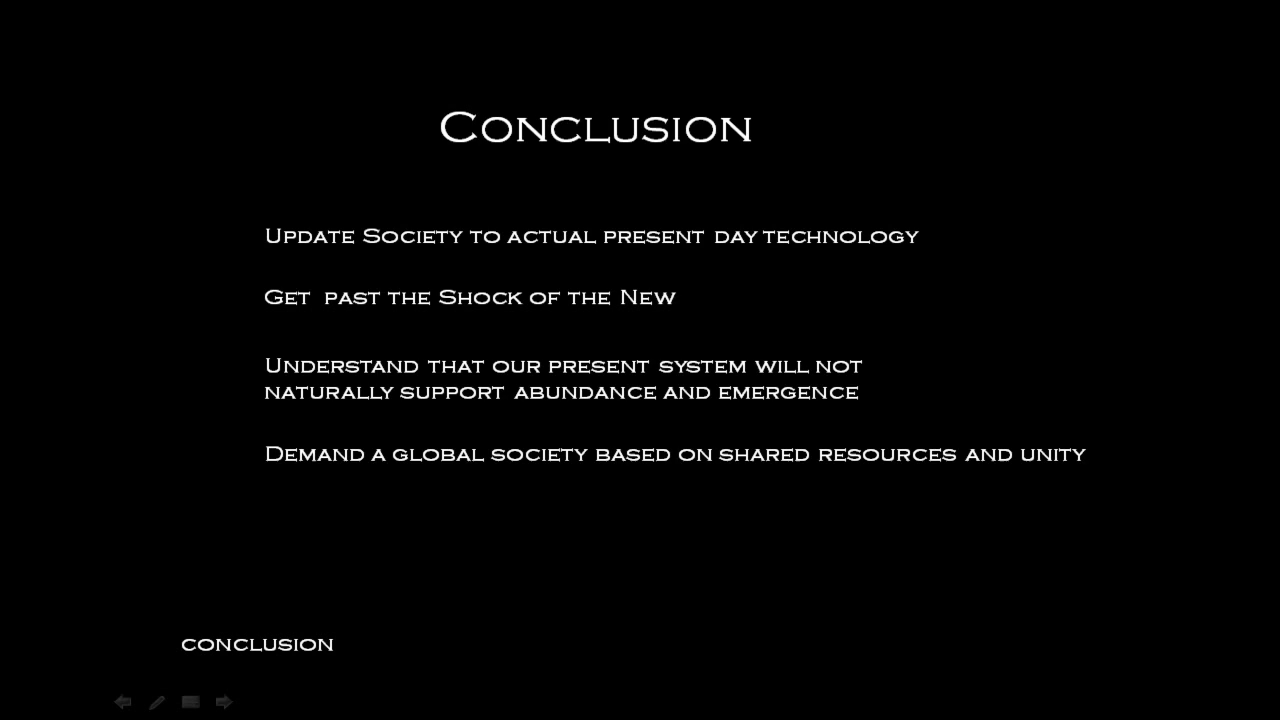 Conclusion
Update Society to actual present day technology
Get past the Shock of the New
Understand that our present system will not
naturally support abundance and emergence
Demand a global society based on shared resources and unity
conclusion